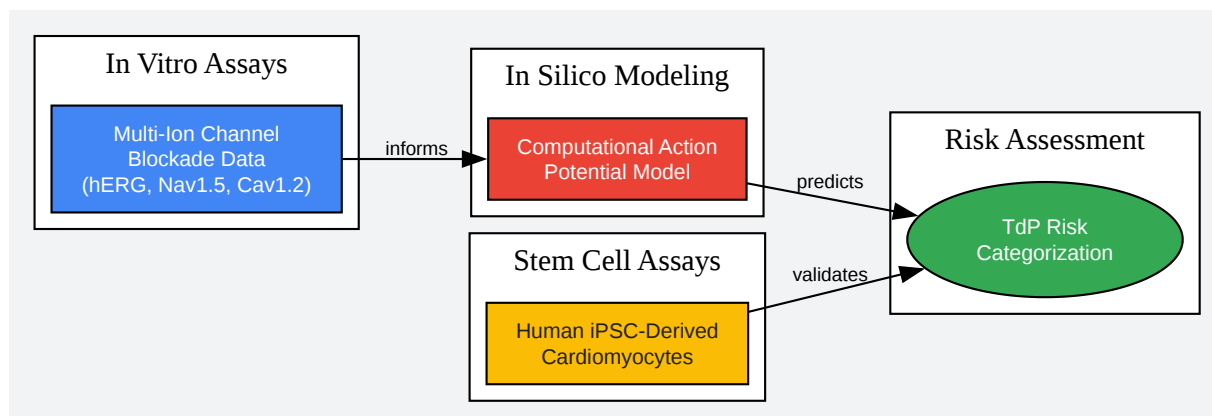 In Vitro Assays
Multi-Ion Channel
Blockade Data
(hERG, Nav1.5, Cav1.2)
informs
In Silico Modeling
Computational Action
Potential Model
predicts
Stem Cell Assays
Human iPSC-Derived
Cardiomyocytes
validates
Risk Assessment
TdP Risk
Categorization